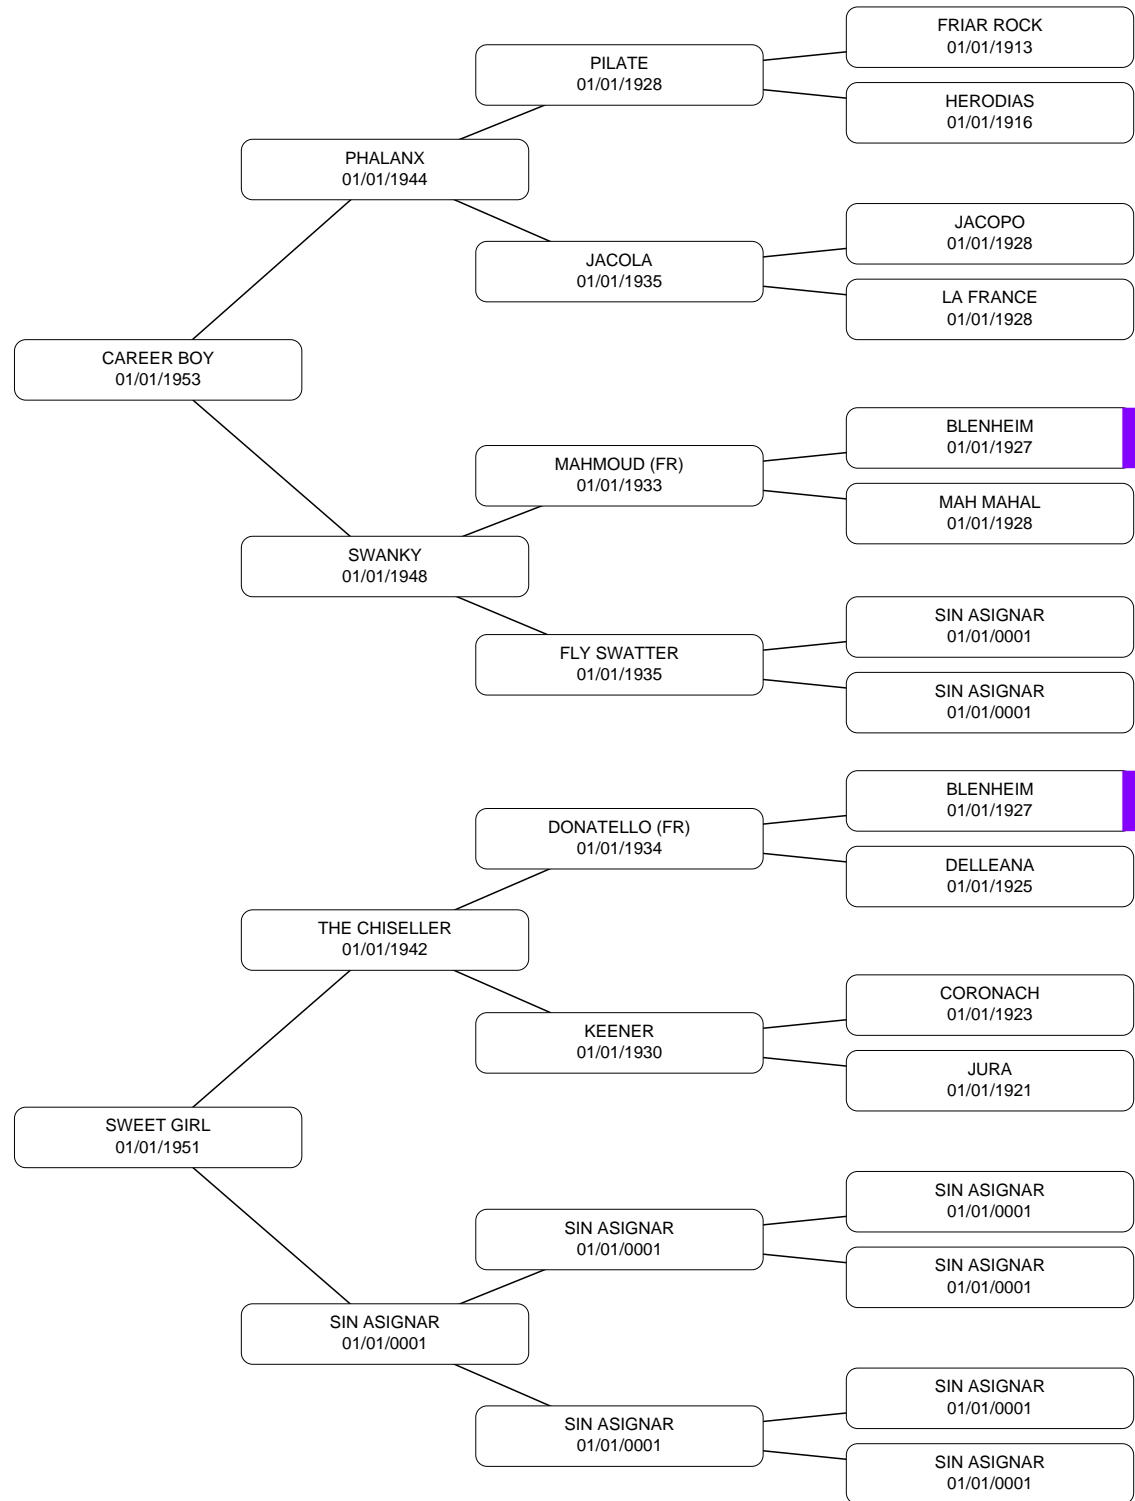 FRIAR ROCK
01/01/1913
PILATE
01/01/1928
HERODIAS
01/01/1916
PHALANX
01/01/1944
JACOPO
01/01/1928
JACOLA
01/01/1935
LA FRANCE
01/01/1928
CAREER BOY
01/01/1953
BLENHEIM
01/01/1927
MAHMOUD (FR)
01/01/1933
MAH MAHAL
01/01/1928
SWANKY
01/01/1948
SIN ASIGNAR
01/01/0001
FLY SWATTER
01/01/1935
SIN ASIGNAR
01/01/0001
BLENHEIM
01/01/1927
DONATELLO (FR)
01/01/1934
DELLEANA
01/01/1925
THE CHISELLER
01/01/1942
CORONACH
01/01/1923
KEENER
01/01/1930
JURA
01/01/1921
SWEET GIRL
01/01/1951
SIN ASIGNAR
01/01/0001
SIN ASIGNAR
01/01/0001
SIN ASIGNAR
01/01/0001
SIN ASIGNAR
01/01/0001
SIN ASIGNAR
01/01/0001
SIN ASIGNAR
01/01/0001
SIN ASIGNAR
01/01/0001